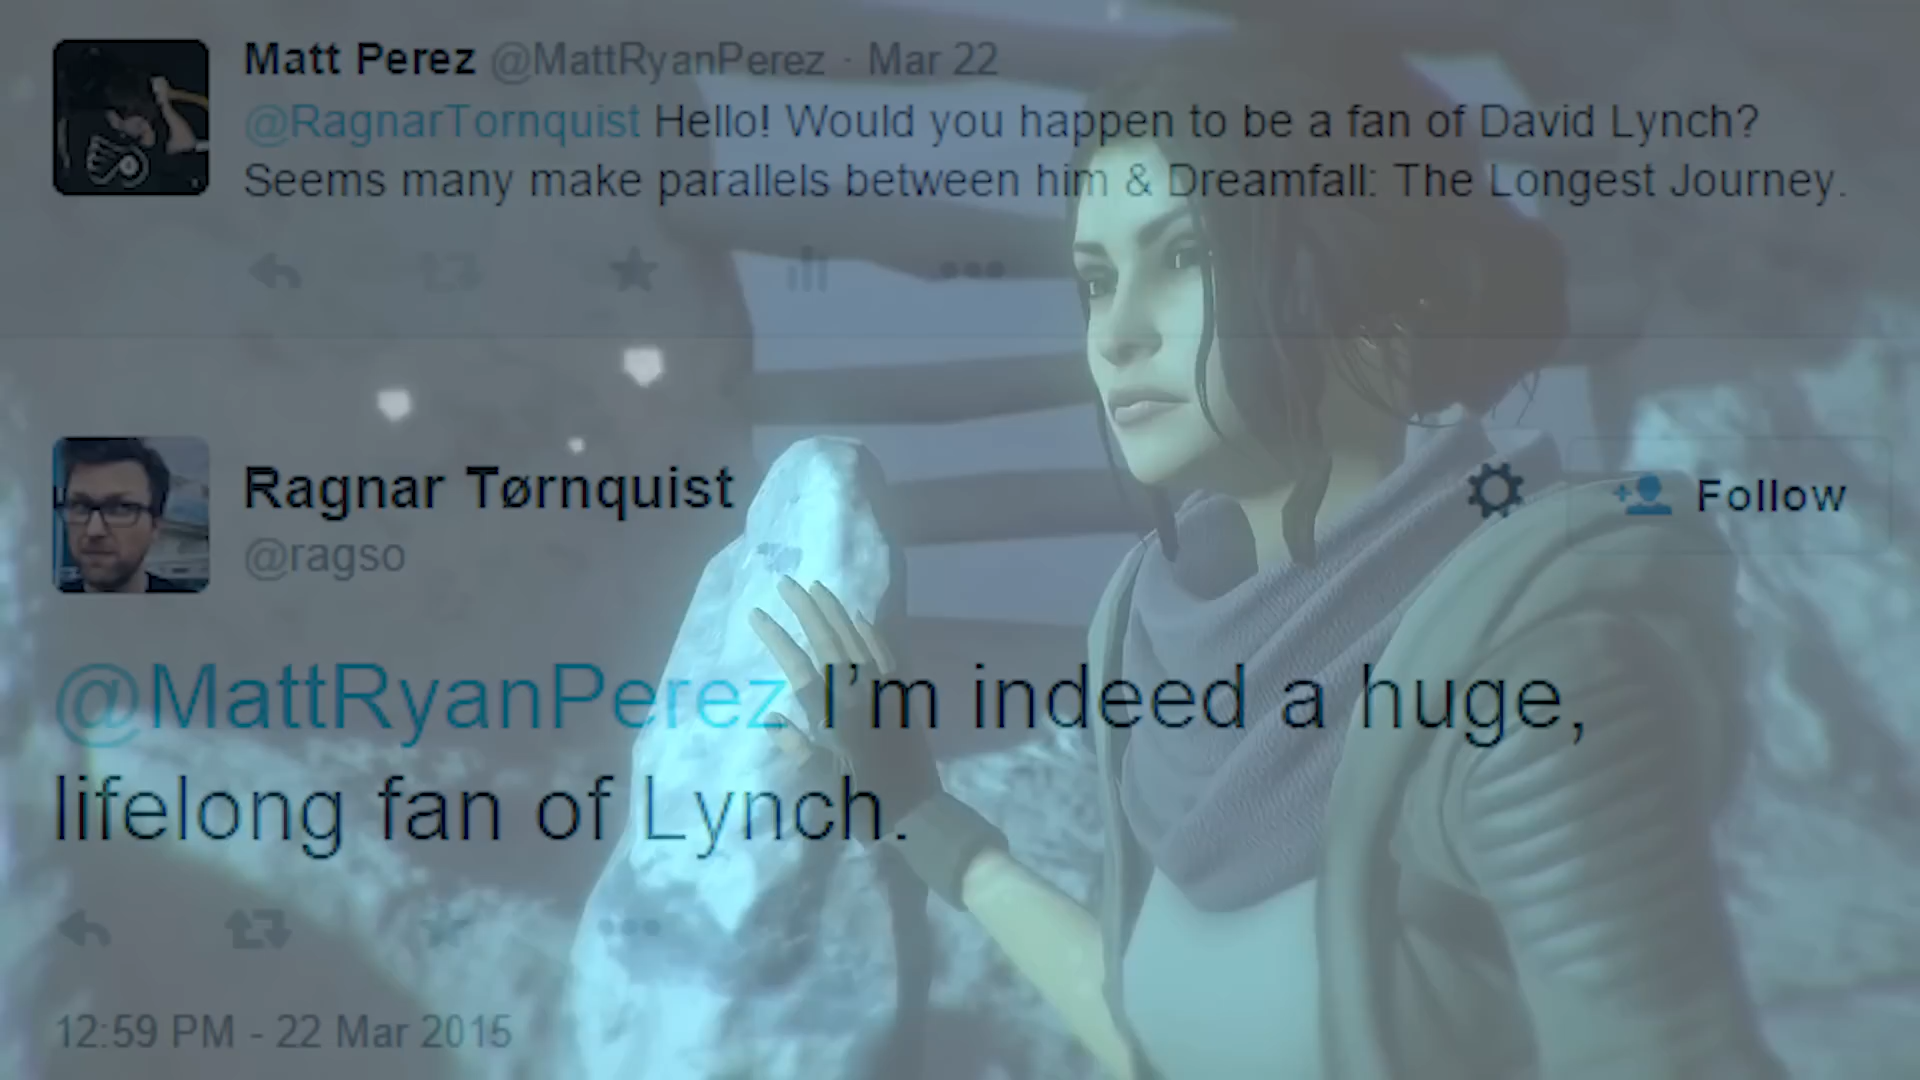 Matt Perez @MattRyanPerez · Mar 22
@RagnarTornquist Hello! Would you happen to be a fan of David Lynch?
Seems many make parallels between him & Dreamfall: The Longest Journey.
Ragnar Tørnquist
@ragso
Follow
@MattRyanPerez I’m indeed a huge,
lifelong fan of Lynch.
12:59 PM - 22 Mar 2015